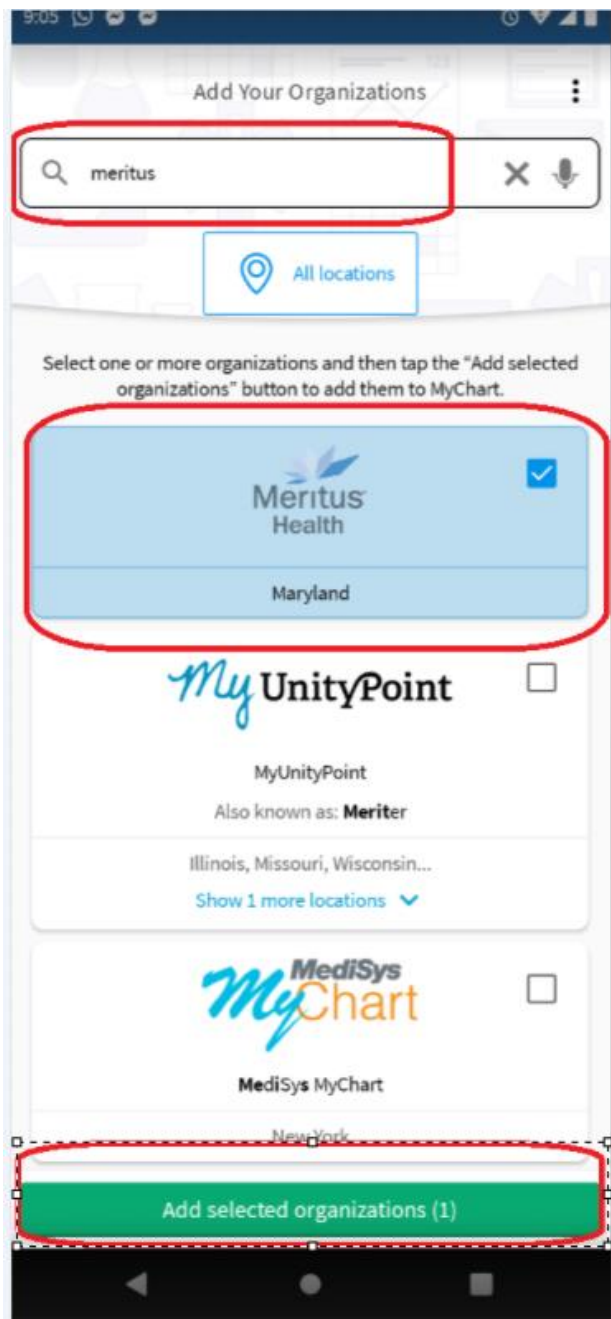 9:05
Add Your Organizations
meritus
All locations
Select one or more organizations and then tap the “Add selected
organizations” button to add them to MyChart.
Meritus
Health
Maryland
My UnityPoint
MyUnityPoint
Also known as: Meriter
Illinois, Missouri, Wisconsin...
Show 1 more locations
MediSys
MyChart
MediSys MyChart
New York
Add selected organizations (1)